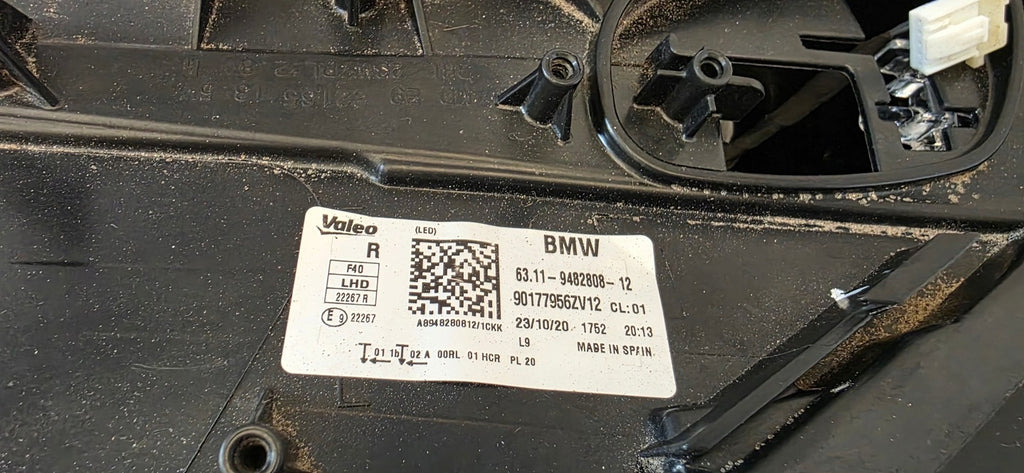 Valeo
(LED)
BMW
R
F40
LHD
22267 R
E 9 22267
A8948280812/1CKK
63.11-9482808-12
90177956ZV12 CL:01
23/10/20 1752 20:13
L9
MADE IN SPAIN
01 1b 02 A 00RL 01 HCR PL 20